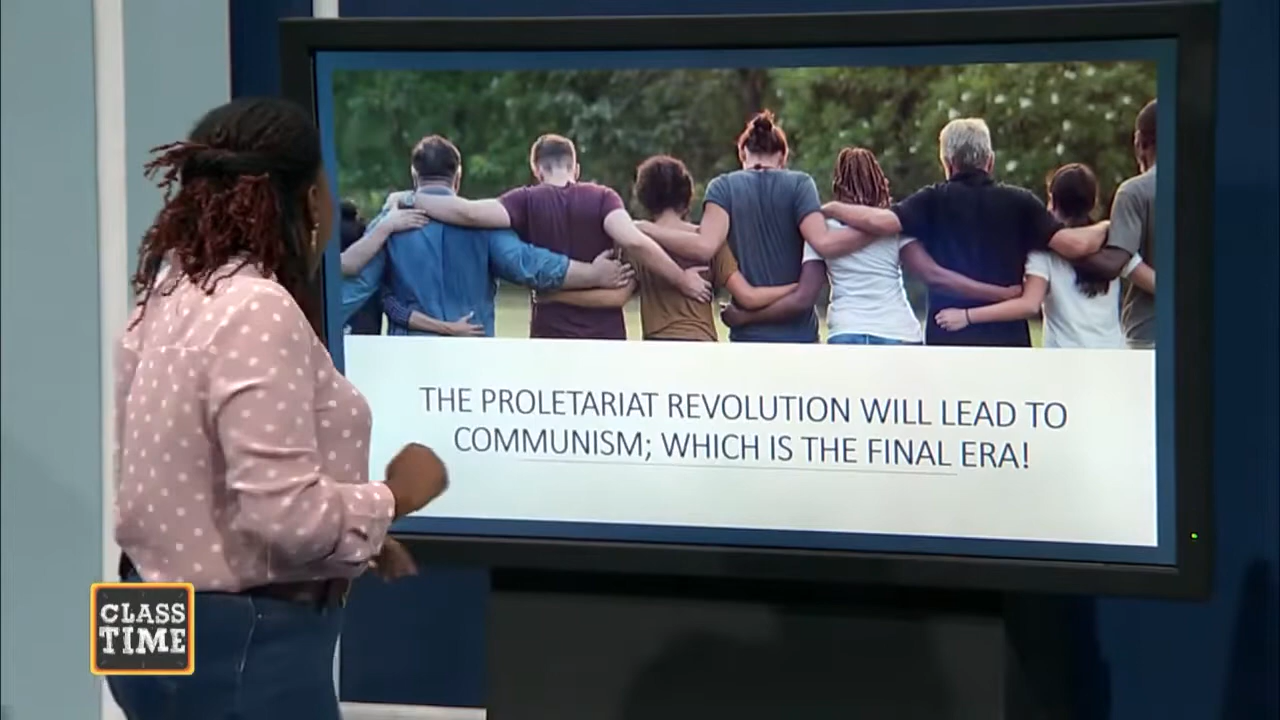 THE PROLETARIAT REVOLUTION WILL LEAD TO
COMMUNISM; WHICH IS THE FINAL ERA!
CLASS
TIME